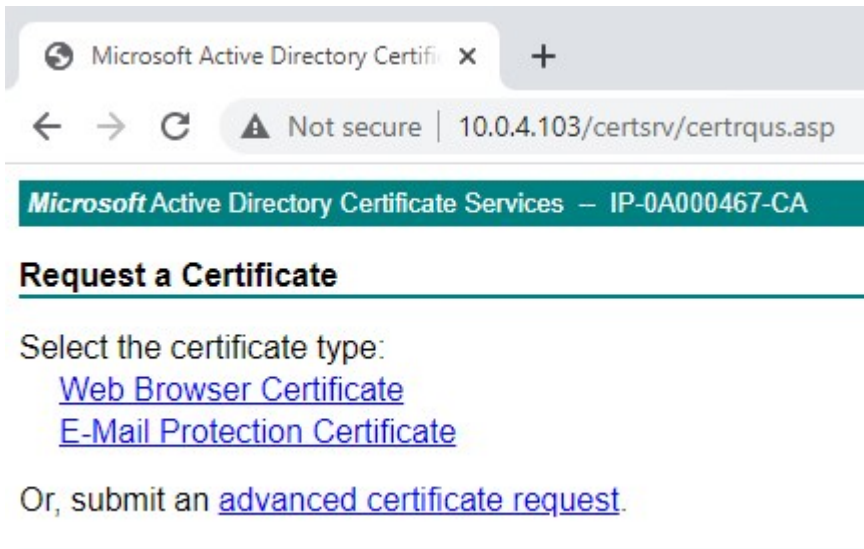 Microsoft Active Directory Certifi
Not secure | 10.0.4.103/certsrv/certrqus.asp
Microsoft Active Directory Certificate Services -- IP-0A000467-CA
Request a Certificate
Select the certificate type:
Web Browser Certificate
E-Mail Protection Certificate
Or, submit an advanced certificate request.